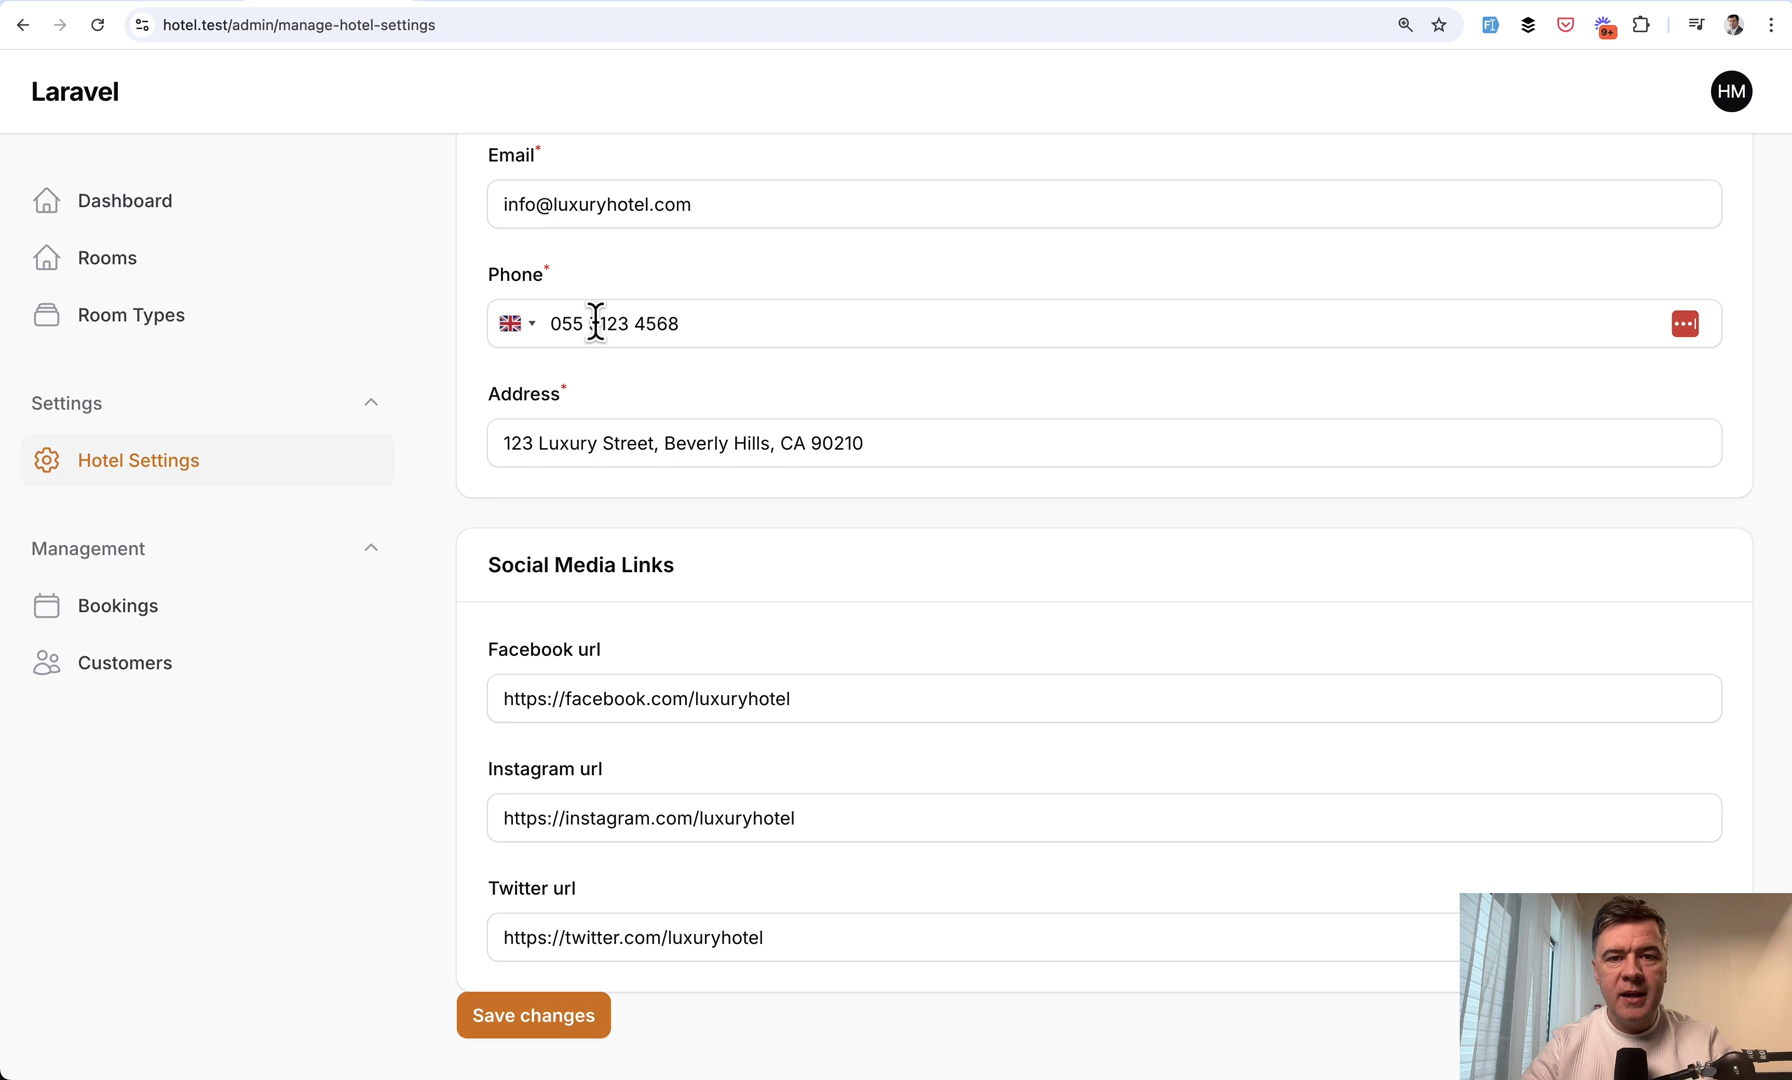 hotel.test/admin/manage-hotel-settings
9+
Laravel
HM
Dashboard
Rooms
Room Types
Settings
Hotel Settings
Management
Bookings
Customers
Email*
info@luxuryhotel.com
Phone*
055 123 4568
Address*
123 Luxury Street, Beverly Hills, CA 90210
Social Media Links
Facebook url
https://facebook.com/luxuryhotel
Instagram url
https://instagram.com/luxuryhotel
Twitter url
https://twitter.com/luxuryhotel
Save changes